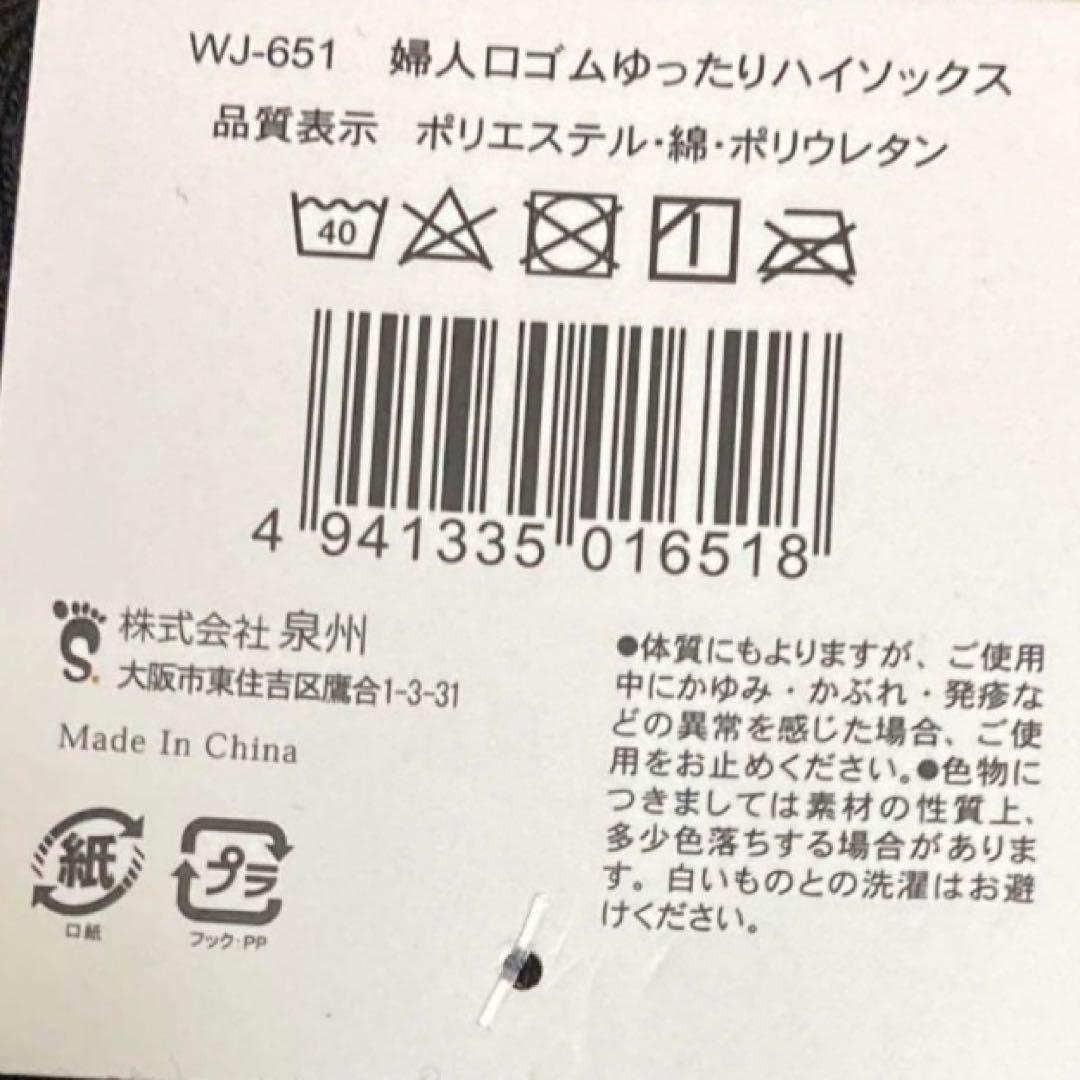 WJ-651 婦人口ゴムゆったりハイソックス
品質表示 ポリエステル・綿・ポリウレタン
40
4 941335 016518
S.
株式会社 泉州
大阪市東住吉区鷹合1-3-31
Made In China
紙
口紙
プラ
フック:PP
●体質にもよりますが、ご使用
中にかゆみ・かぶれ・発疹な
どの異常を感じた場合、ご使
用をお止めください。●色物に
つきましては素材の性質上、
多少色落ちする場合がありま
す。白いものとの洗濯はお避
けください。